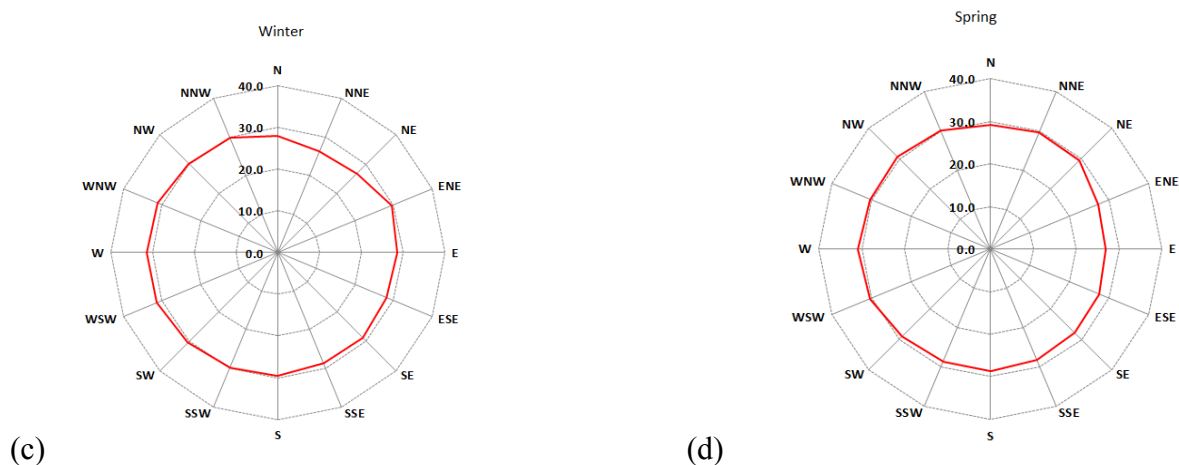 Winter
N
NNE
NE
ENE
E
ESE
SE
SSE
S
SSW
SW
WSW
W
WNW
NW
NNW
40.0
30.0
20.0
10.0
0.0
(c)
Spring
N
NNE
NE
ENE
E
ESE
SE
SSE
S
SSW
SW
WSW
W
WNW
NW
NNW
40.0
30.0
20.0
10.0
0.0
(d)